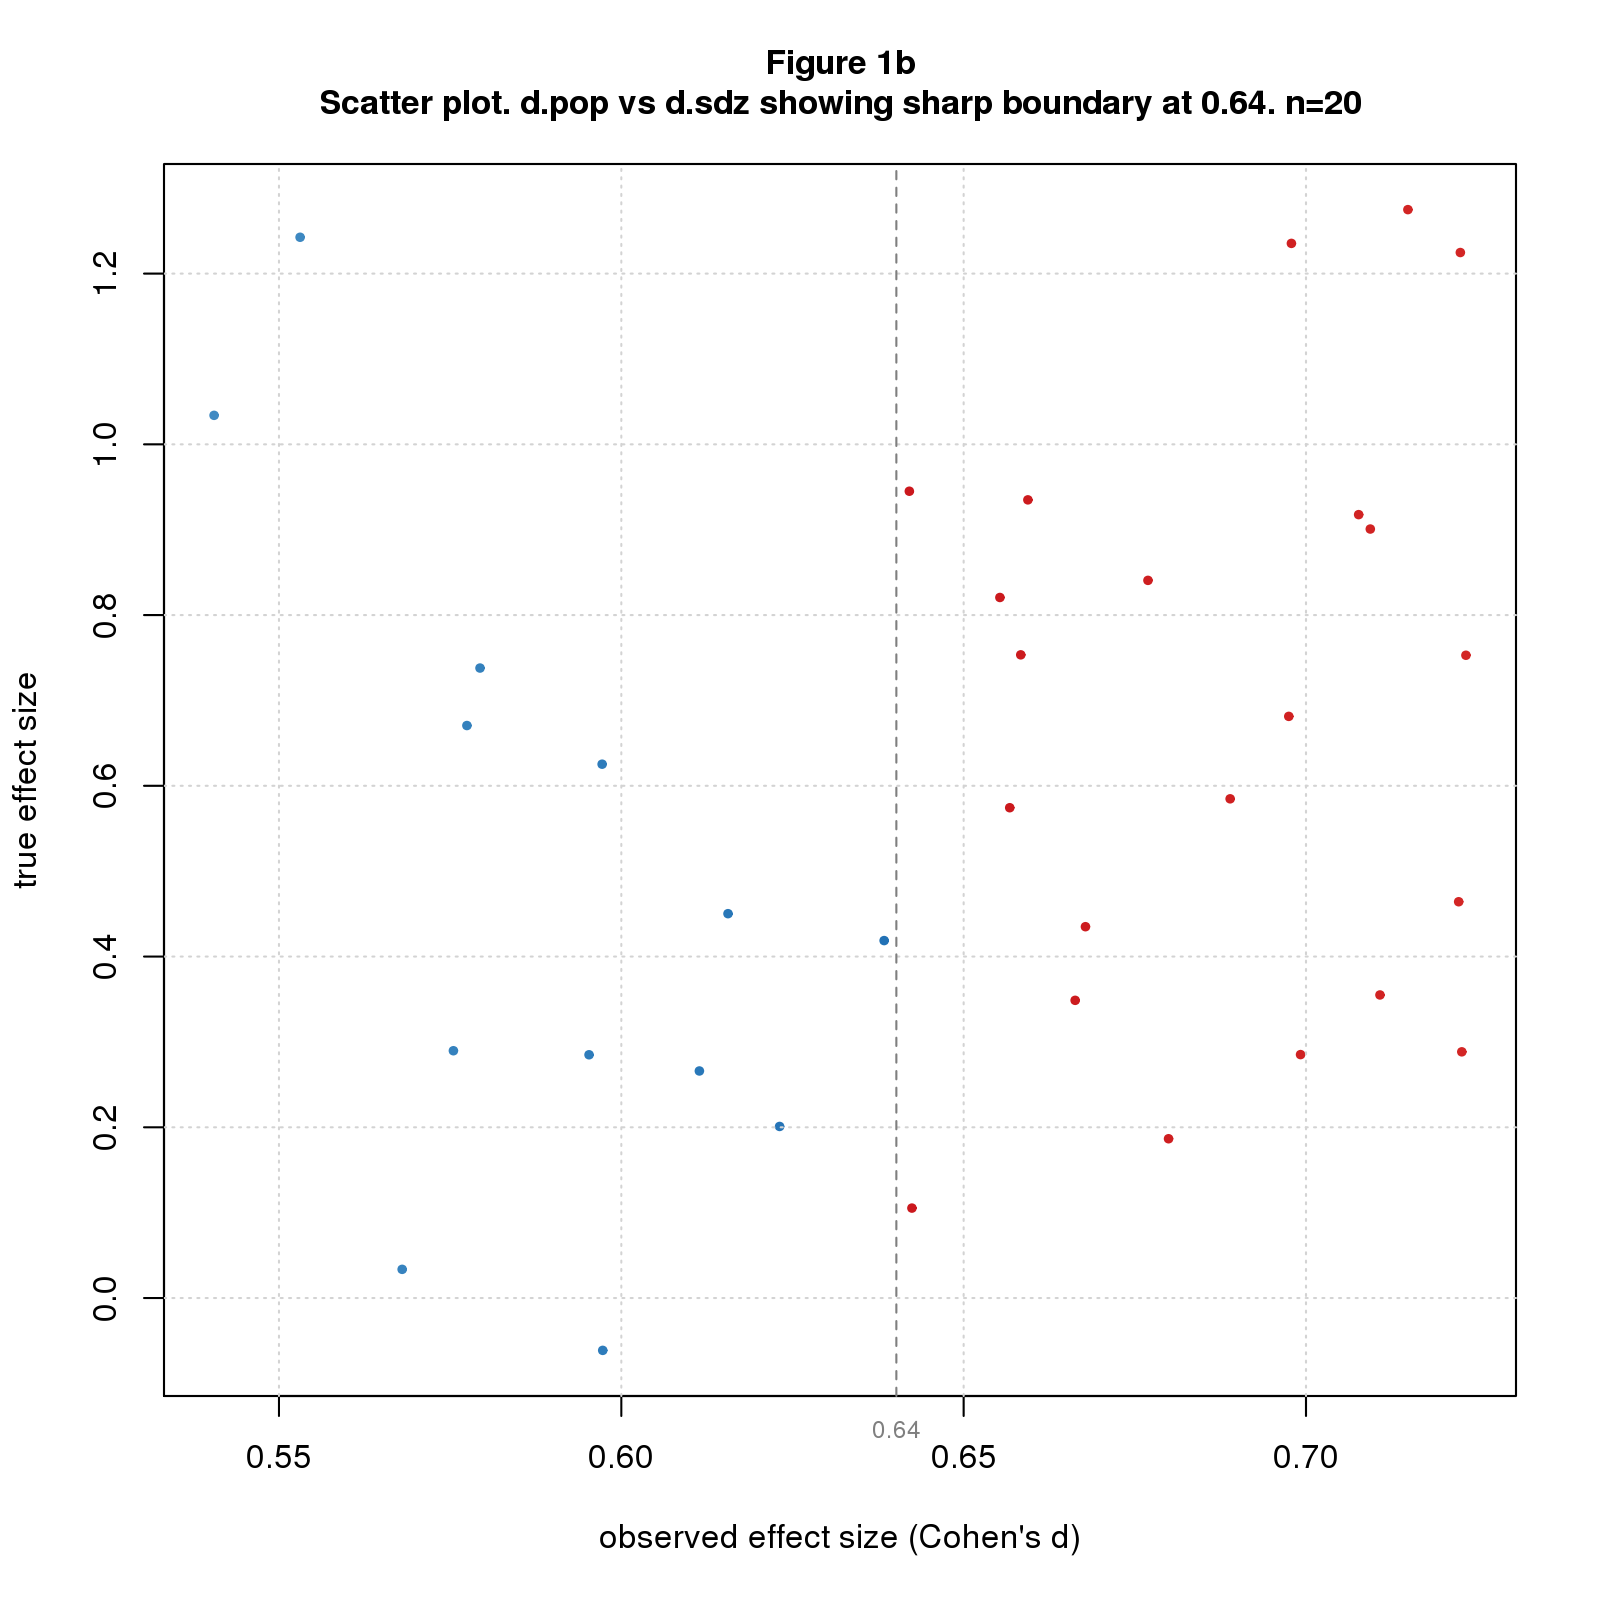 Figure 1b
Scatter plot. d.pop vs d.sdz showing sharp boundary at 0.64. n=20
true effect size
1.2
1.0
0.8
0.6
0.4
0.2
0.0
0.64
0.55 0.60 0.65 0.70
observed effect size (Cohen's d)